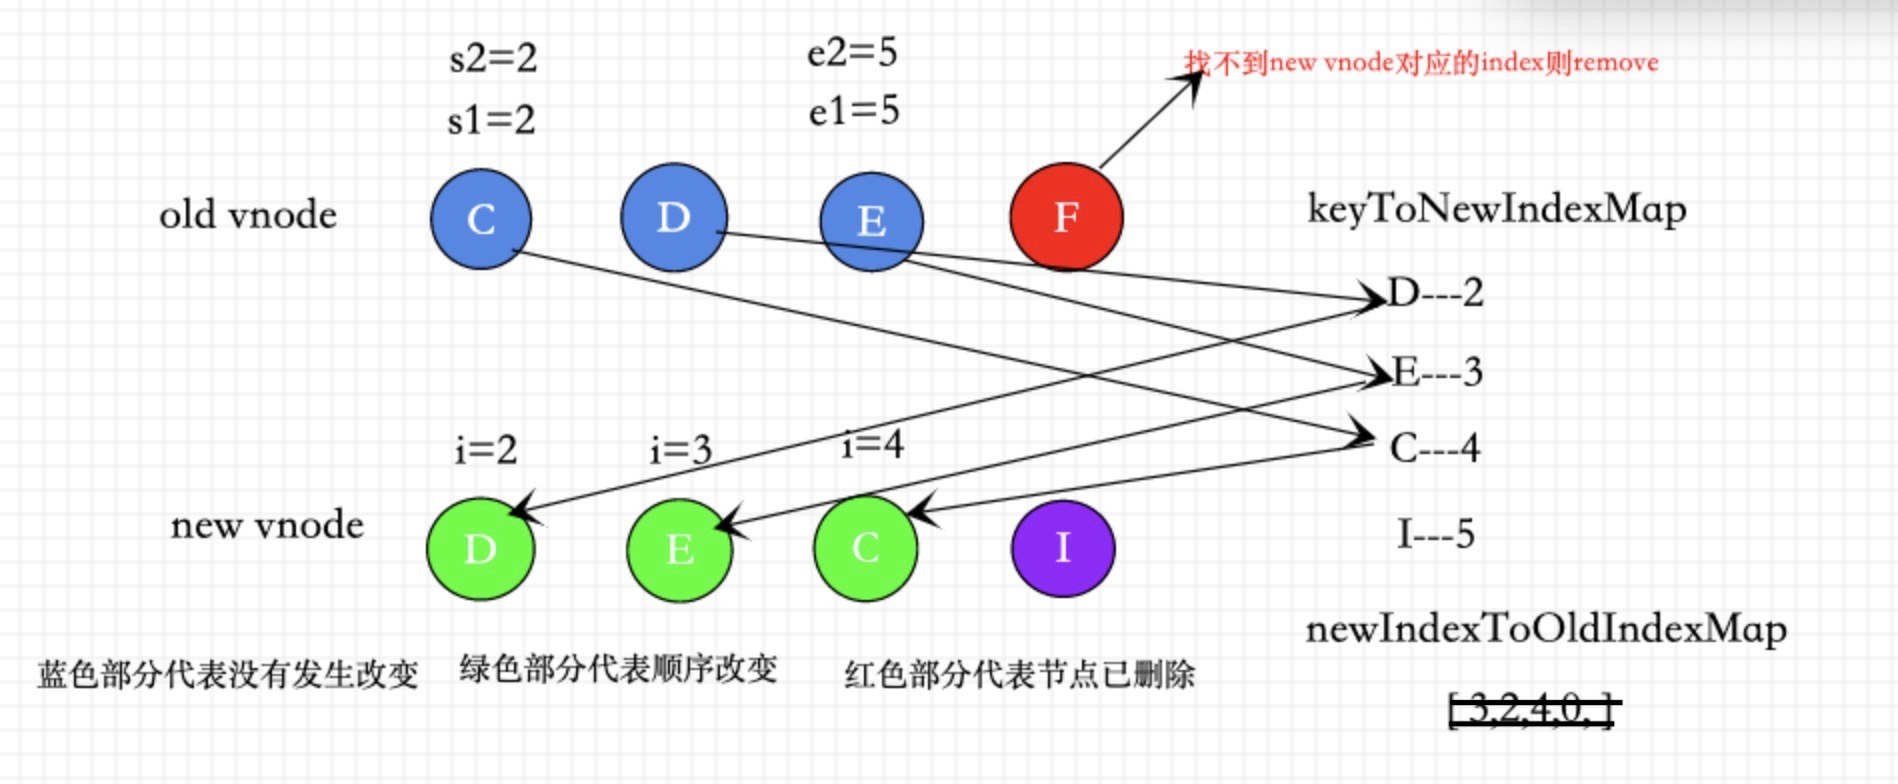 s2=2
e2=5
找不到new vnode对应的index则remove
s1=2
e1=5
old vnode
C
D
E
F
keyToNewIndexMap
D---2
E---3
C---4
I---5
i=2
i=3
i=4
new vnode
D
E
C
I
newIndexToOldIndexMap
[ 3,2,4,0, ]
蓝色部分代表没有发生改变
绿色部分代表顺序改变
红色部分代表节点已删除